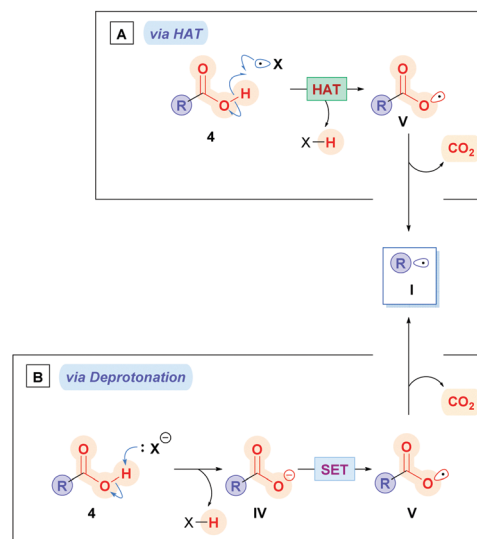 A via HAT
O
R O H X
4
HAT
X H
O
R O
V
CO2
R
I
B via Deprotonation
CO2
O
R O H
4
: X ⊖
X H
O
R O ⊖
IV
SET
O
R O
V